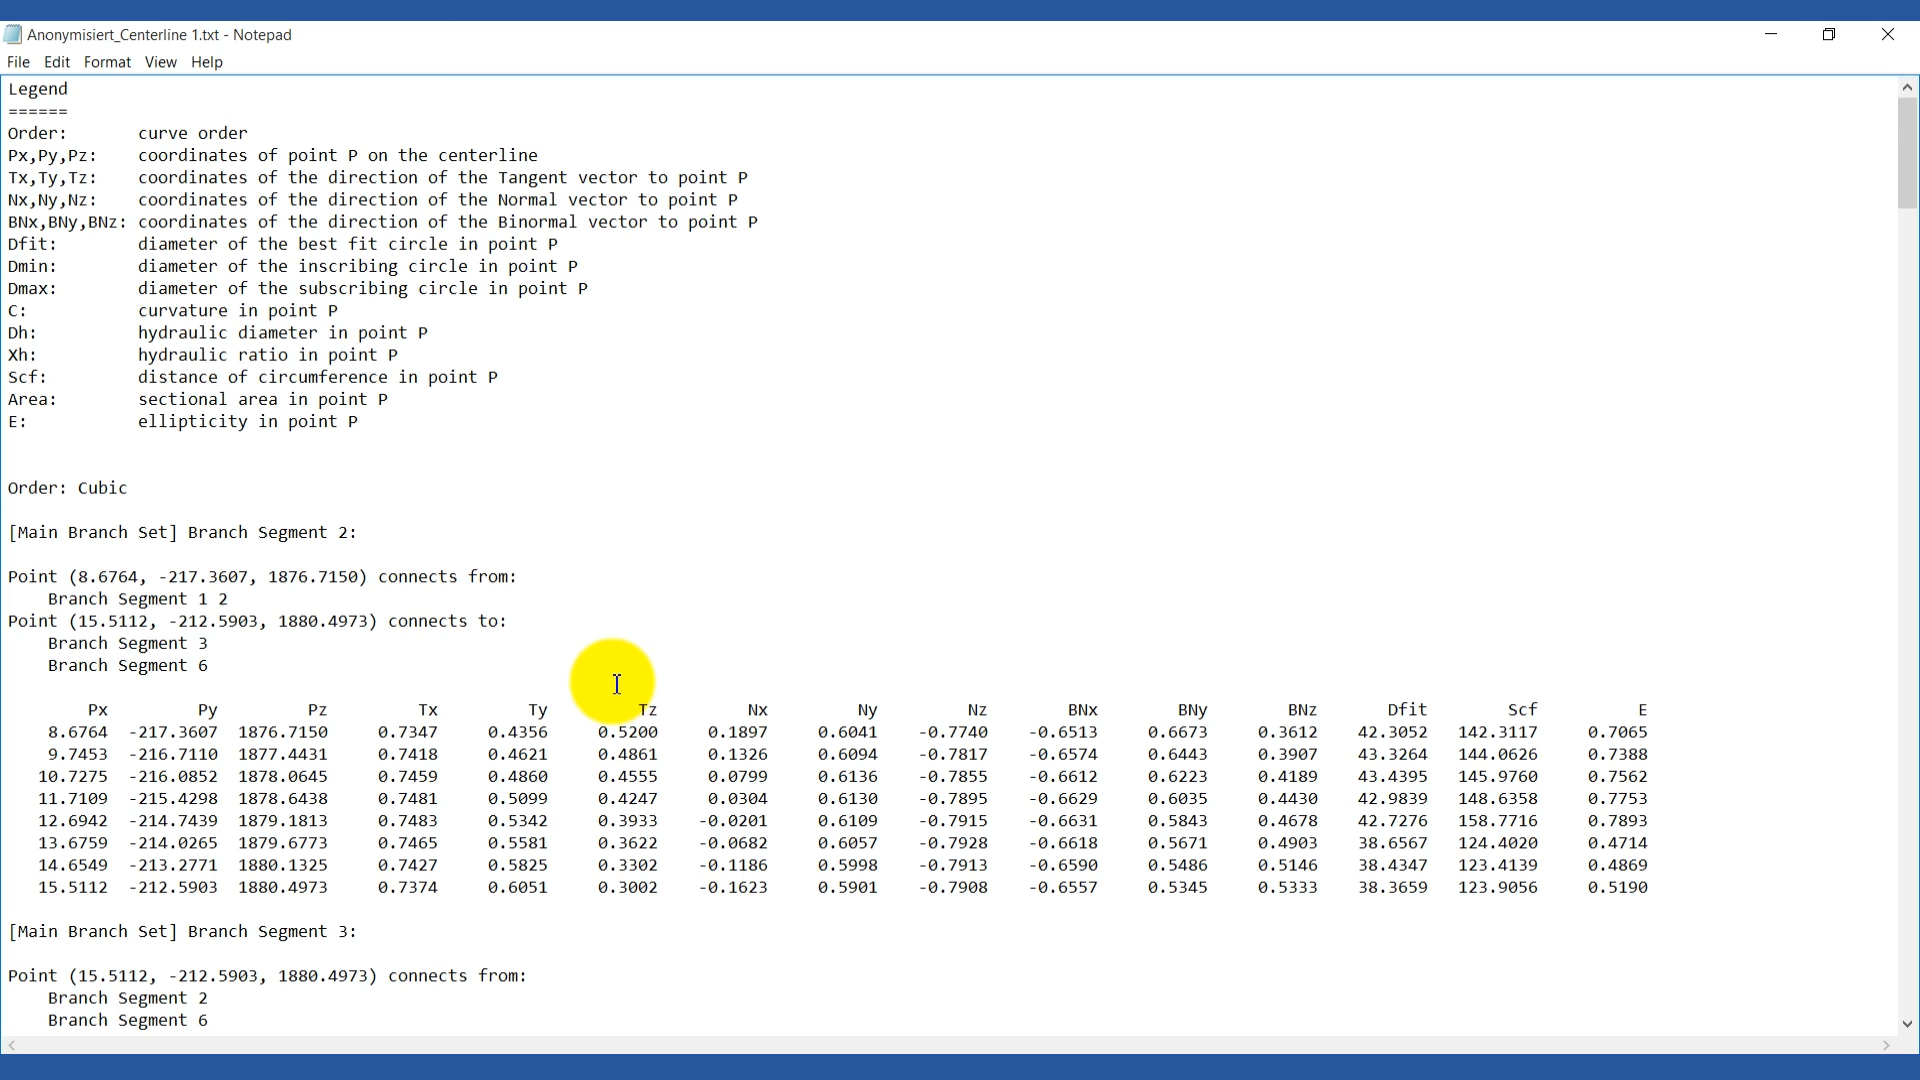 Anonymisiert_Centerline 1.txt - Notepad
File Edit Format View Help
Legend
======
Order: curve order
Px,Py,Pz: coordinates of point P on the centerline
Tx,Ty,Tz: coordinates of the direction of the Tangent vector to point P
Nx,Ny,Nz: coordinates of the direction of the Normal vector to point P
BNx,BNy,BNz: coordinates of the direction of the Binormal vector to point P
Dfit: diameter of the best fit circle in point P
Dmin: diameter of the inscribing circle in point P
Dmax: diameter of the subscribing circle in point P
C: curvature in point P
Dh: hydraulic diameter in point P
Xh: hydraulic ratio in point P
Scf: distance of circumference in point P
Area: sectional area in point P
E: ellipticity in point P
Order: Cubic
[Main Branch Set] Branch Segment 2:
Point (8.6764, -217.3607, 1876.7150) connects from:
Branch Segment 1 2
Point (15.5112, -212.5903, 1880.4973) connects to:
Branch Segment 3
Branch Segment 6
Px Py Pz Tx Ty Tz Nx Ny Nz BNx BNy BNz Dfit Scf E
8.6764 -217.3607 1876.7150 0.7347 0.4356 0.5200 0.1897 0.6041 -0.7740 -0.6513 0.6673 0.3612 42.3052 142.3117 0.7065
9.7453 -216.7110 1877.4431 0.7418 0.4621 0.4861 0.1326 0.6094 -0.7817 -0.6574 0.6443 0.3907 43.3264 144.0626 0.7388
10.7275 -216.0852 1878.0645 0.7459 0.4860 0.4555 0.0799 0.6136 -0.7855 -0.6612 0.6223 0.4189 43.4395 145.9760 0.7562
11.7109 -215.4298 1878.6438 0.7481 0.5099 0.4247 0.0304 0.6130 -0.7895 -0.6629 0.6035 0.4430 42.9839 148.6358 0.7753
12.6942 -214.7439 1879.1813 0.7483 0.5342 0.3933 -0.0201 0.6109 -0.7915 -0.6631 0.5843 0.4678 42.7276 158.7716 0.7893
13.6759 -214.0265 1879.6773 0.7465 0.5581 0.3622 -0.0682 0.6057 -0.7928 -0.6618 0.5671 0.4903 38.6567 124.4020 0.4714
14.6549 -213.2771 1880.1325 0.7427 0.5825 0.3302 -0.1186 0.5998 -0.7913 -0.6590 0.5486 0.5146 38.4347 123.4139 0.4869
15.5112 -212.5903 1880.4973 0.7374 0.6051 0.3002 -0.1623 0.5901 -0.7908 -0.6557 0.5345 0.5333 38.3659 123.9056 0.5190
[Main Branch Set] Branch Segment 3:
Point (15.5112, -212.5903, 1880.4973) connects from:
Branch Segment 2
Branch Segment 6